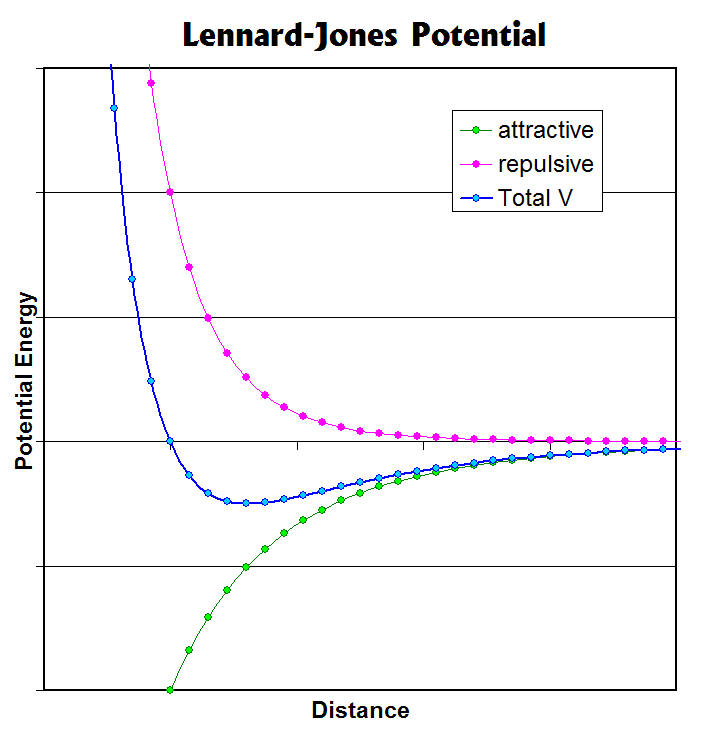 Lennard-Jones Potential
attractive
repulsive
Total V
Potential Energy
Distance